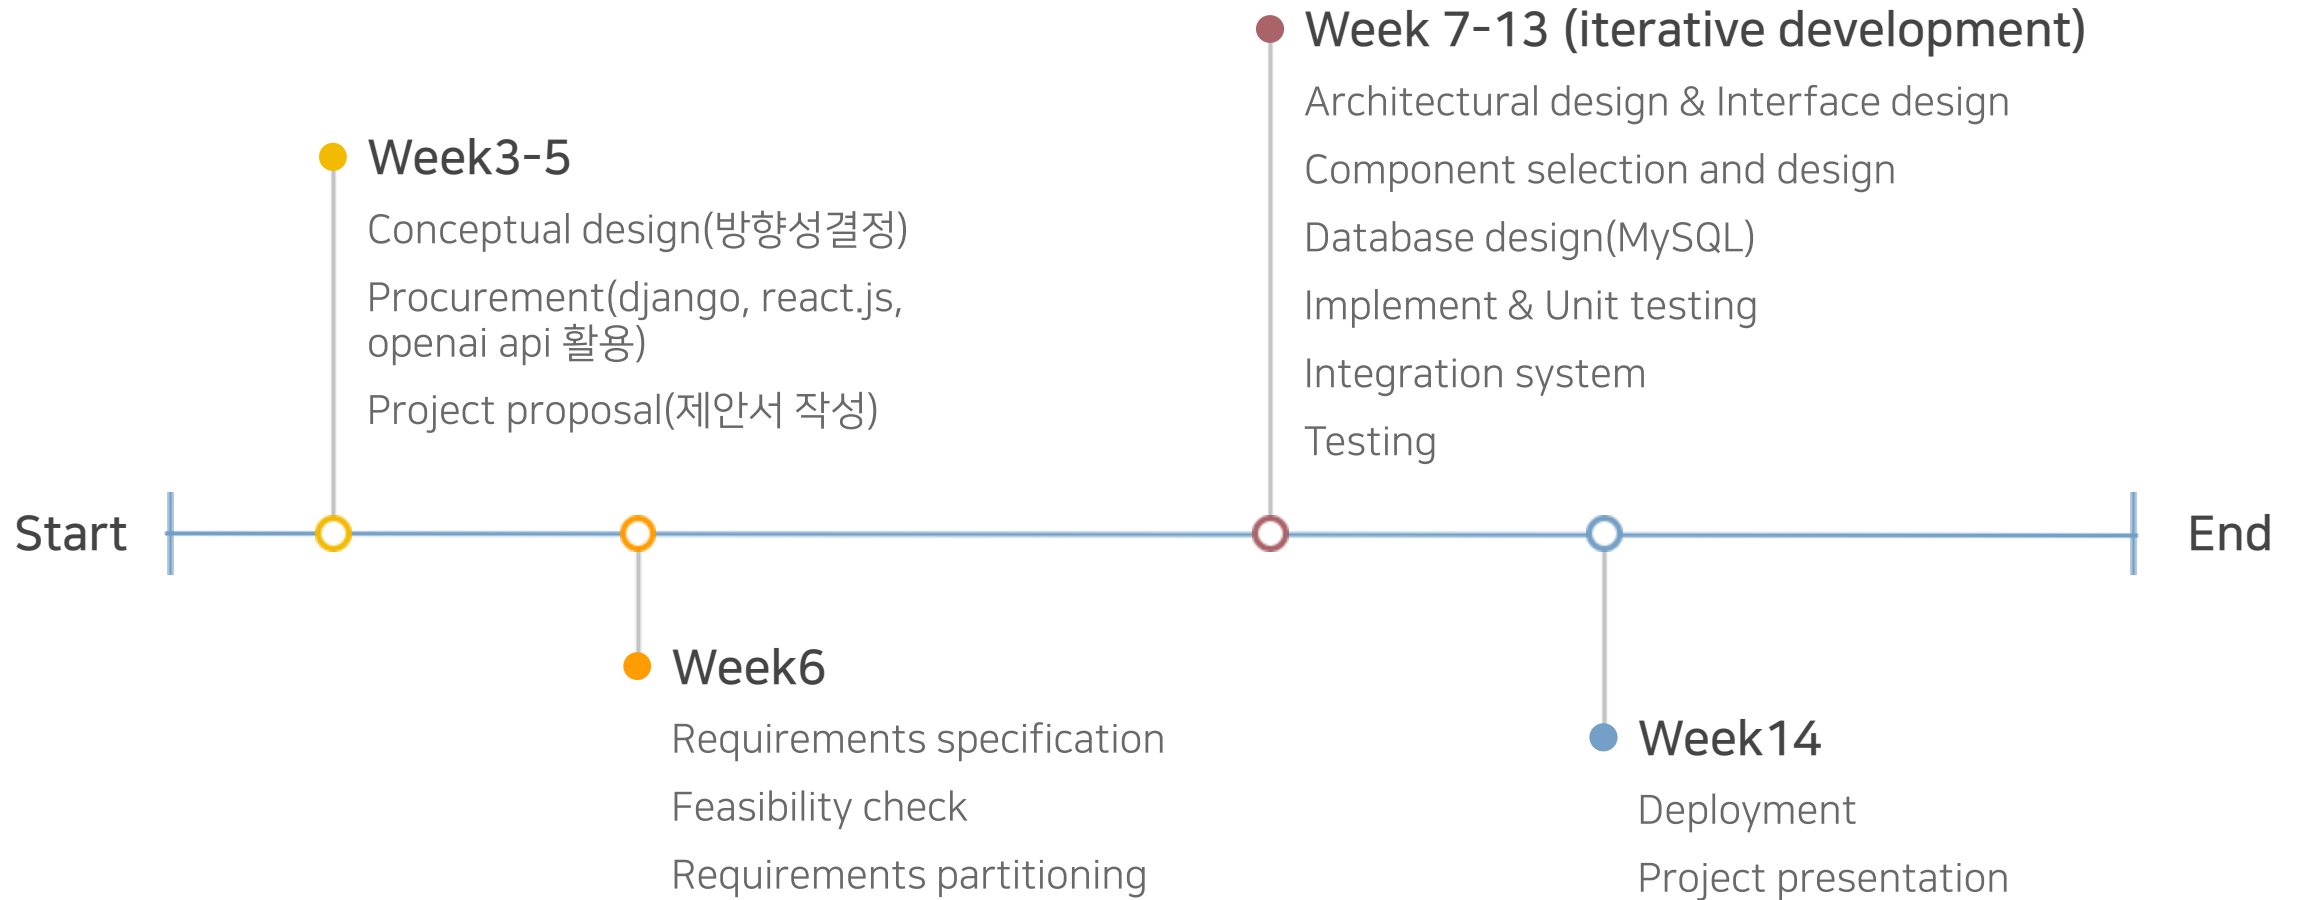 Start
Week3-5
Conceptual design(방향성결정)
Procurement(django, react.js,
openai api 활용)
Project proposal(제안서 작성)
Week6
Requirements specification
Feasibility check
Requirements partitioning
Week 7-13 (iterative development)
Architectural design & Interface design
Component selection and design
Database design(MySQL)
Implement & Unit testing
Integration system
Testing
Week14
Deployment
Project presentation
End